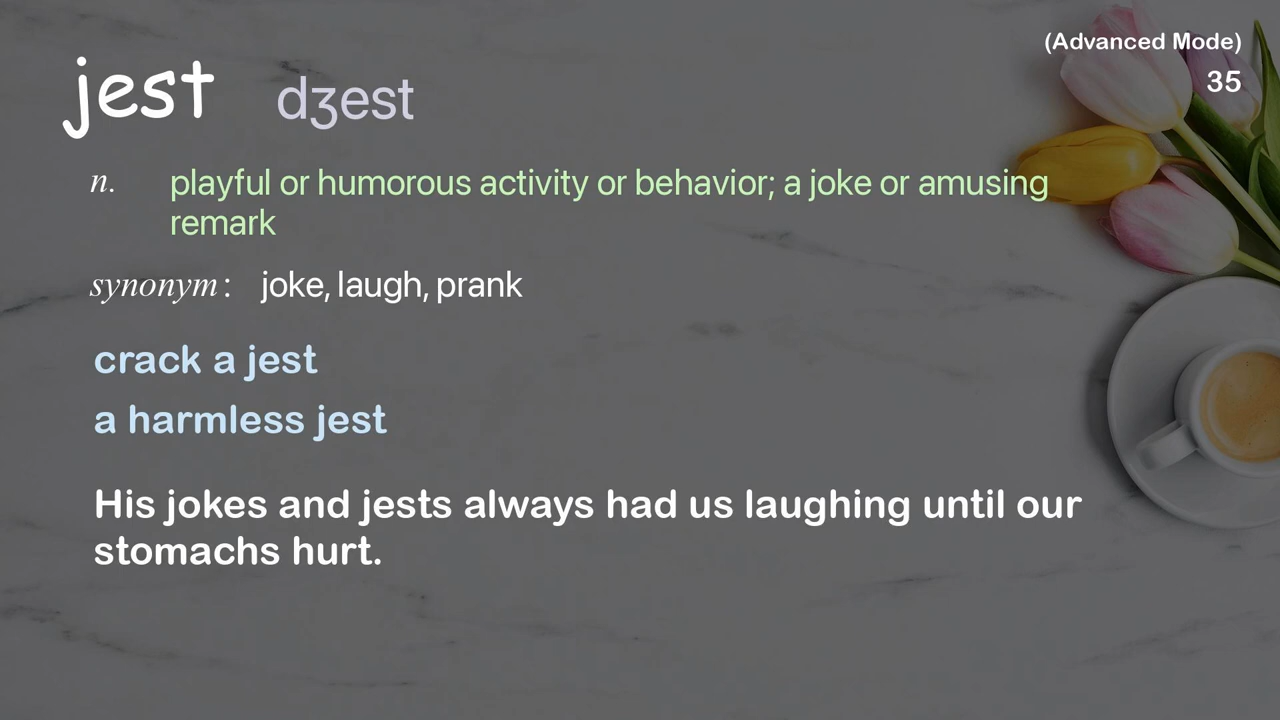 (Advanced Mode)
35
jest dʒest
n. playful or humorous activity or behavior; a joke or amusing
remark
synonym: joke, laugh, prank
crack a jest
a harmless jest
His jokes and jests always had us laughing until our
stomachs hurt.